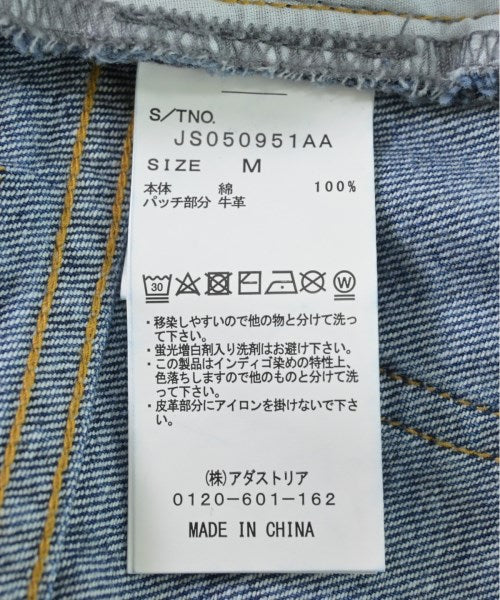 S/TNO.
JS050951AA
SIZE M
本体 綿 100%
パッチ部分 牛革
30 W
・移染しやすいので他の物と分けて洗っ
て下さい。
・蛍光増白剤入り洗剤はお避け下さい。
・この製品はインディゴ染めの特性上、
色落ちしますので他のものと分けて洗
って下さい。
・皮革部分にアイロンを掛けないで下さ
い。
(株)アダストリア
0120-601-162
MADE IN CHINA